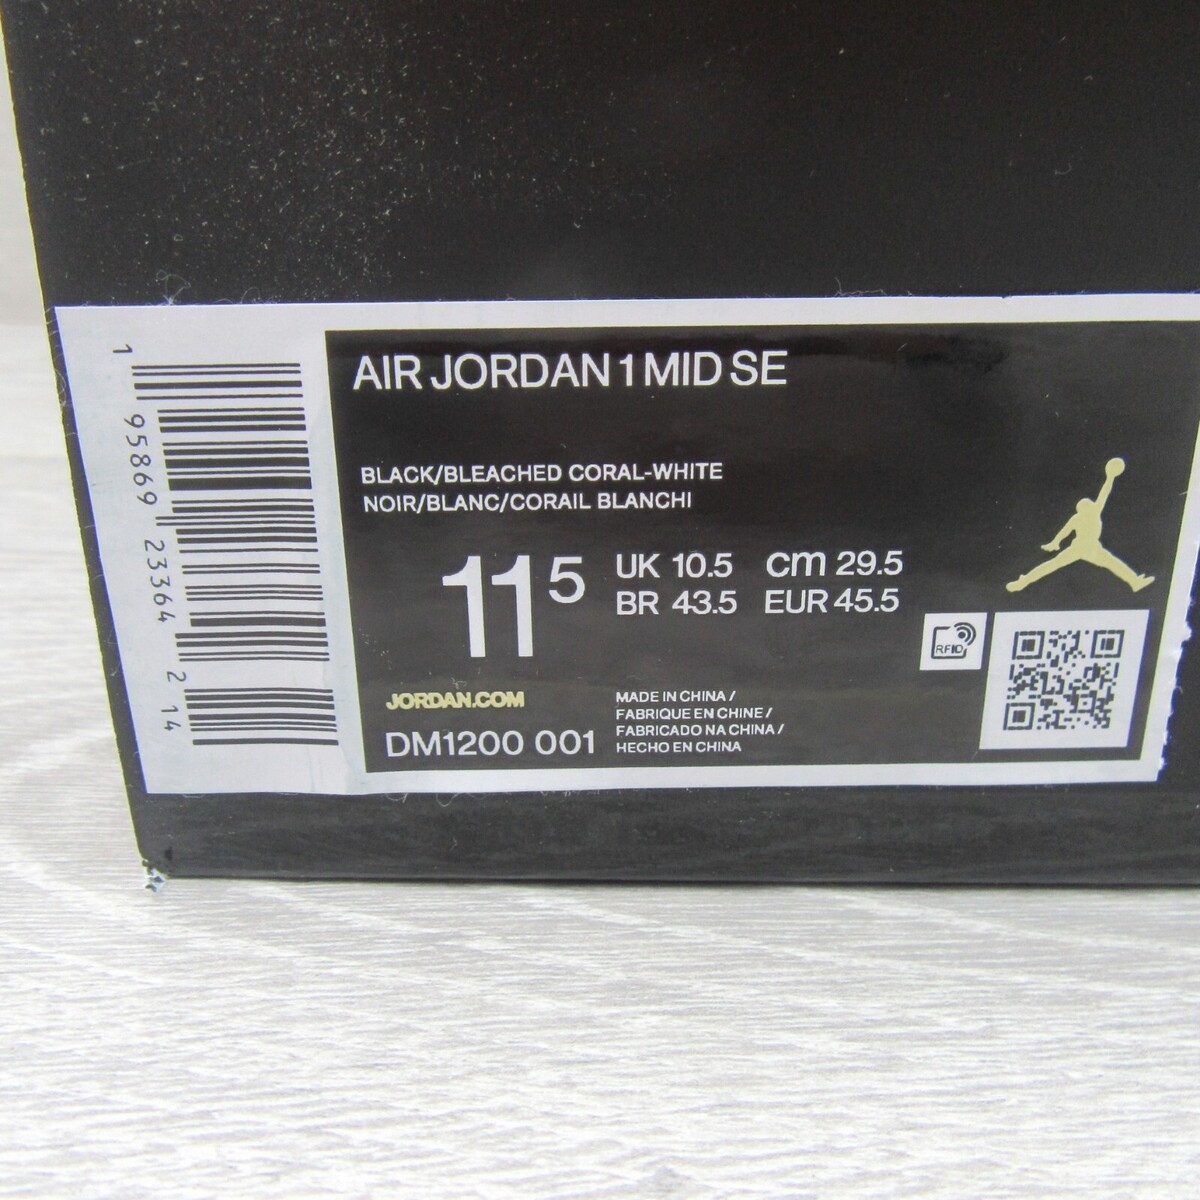 AIR JORDAN 1 MID SE
BLACK/BLEACHED CORAL-WHITE
NOIR/BLANC/CORAIL BLANCHI
11 5
UK 10.5 cm 29.5
BR 43.5 EUR 45.5
RFID
JORDAN.COM
DM1200 001
MADE IN CHINA /
FABRIQUE EN CHINE /
FABRICADO NA CHINA /
HECHO EN CHINA
1 95869 23364 2 14